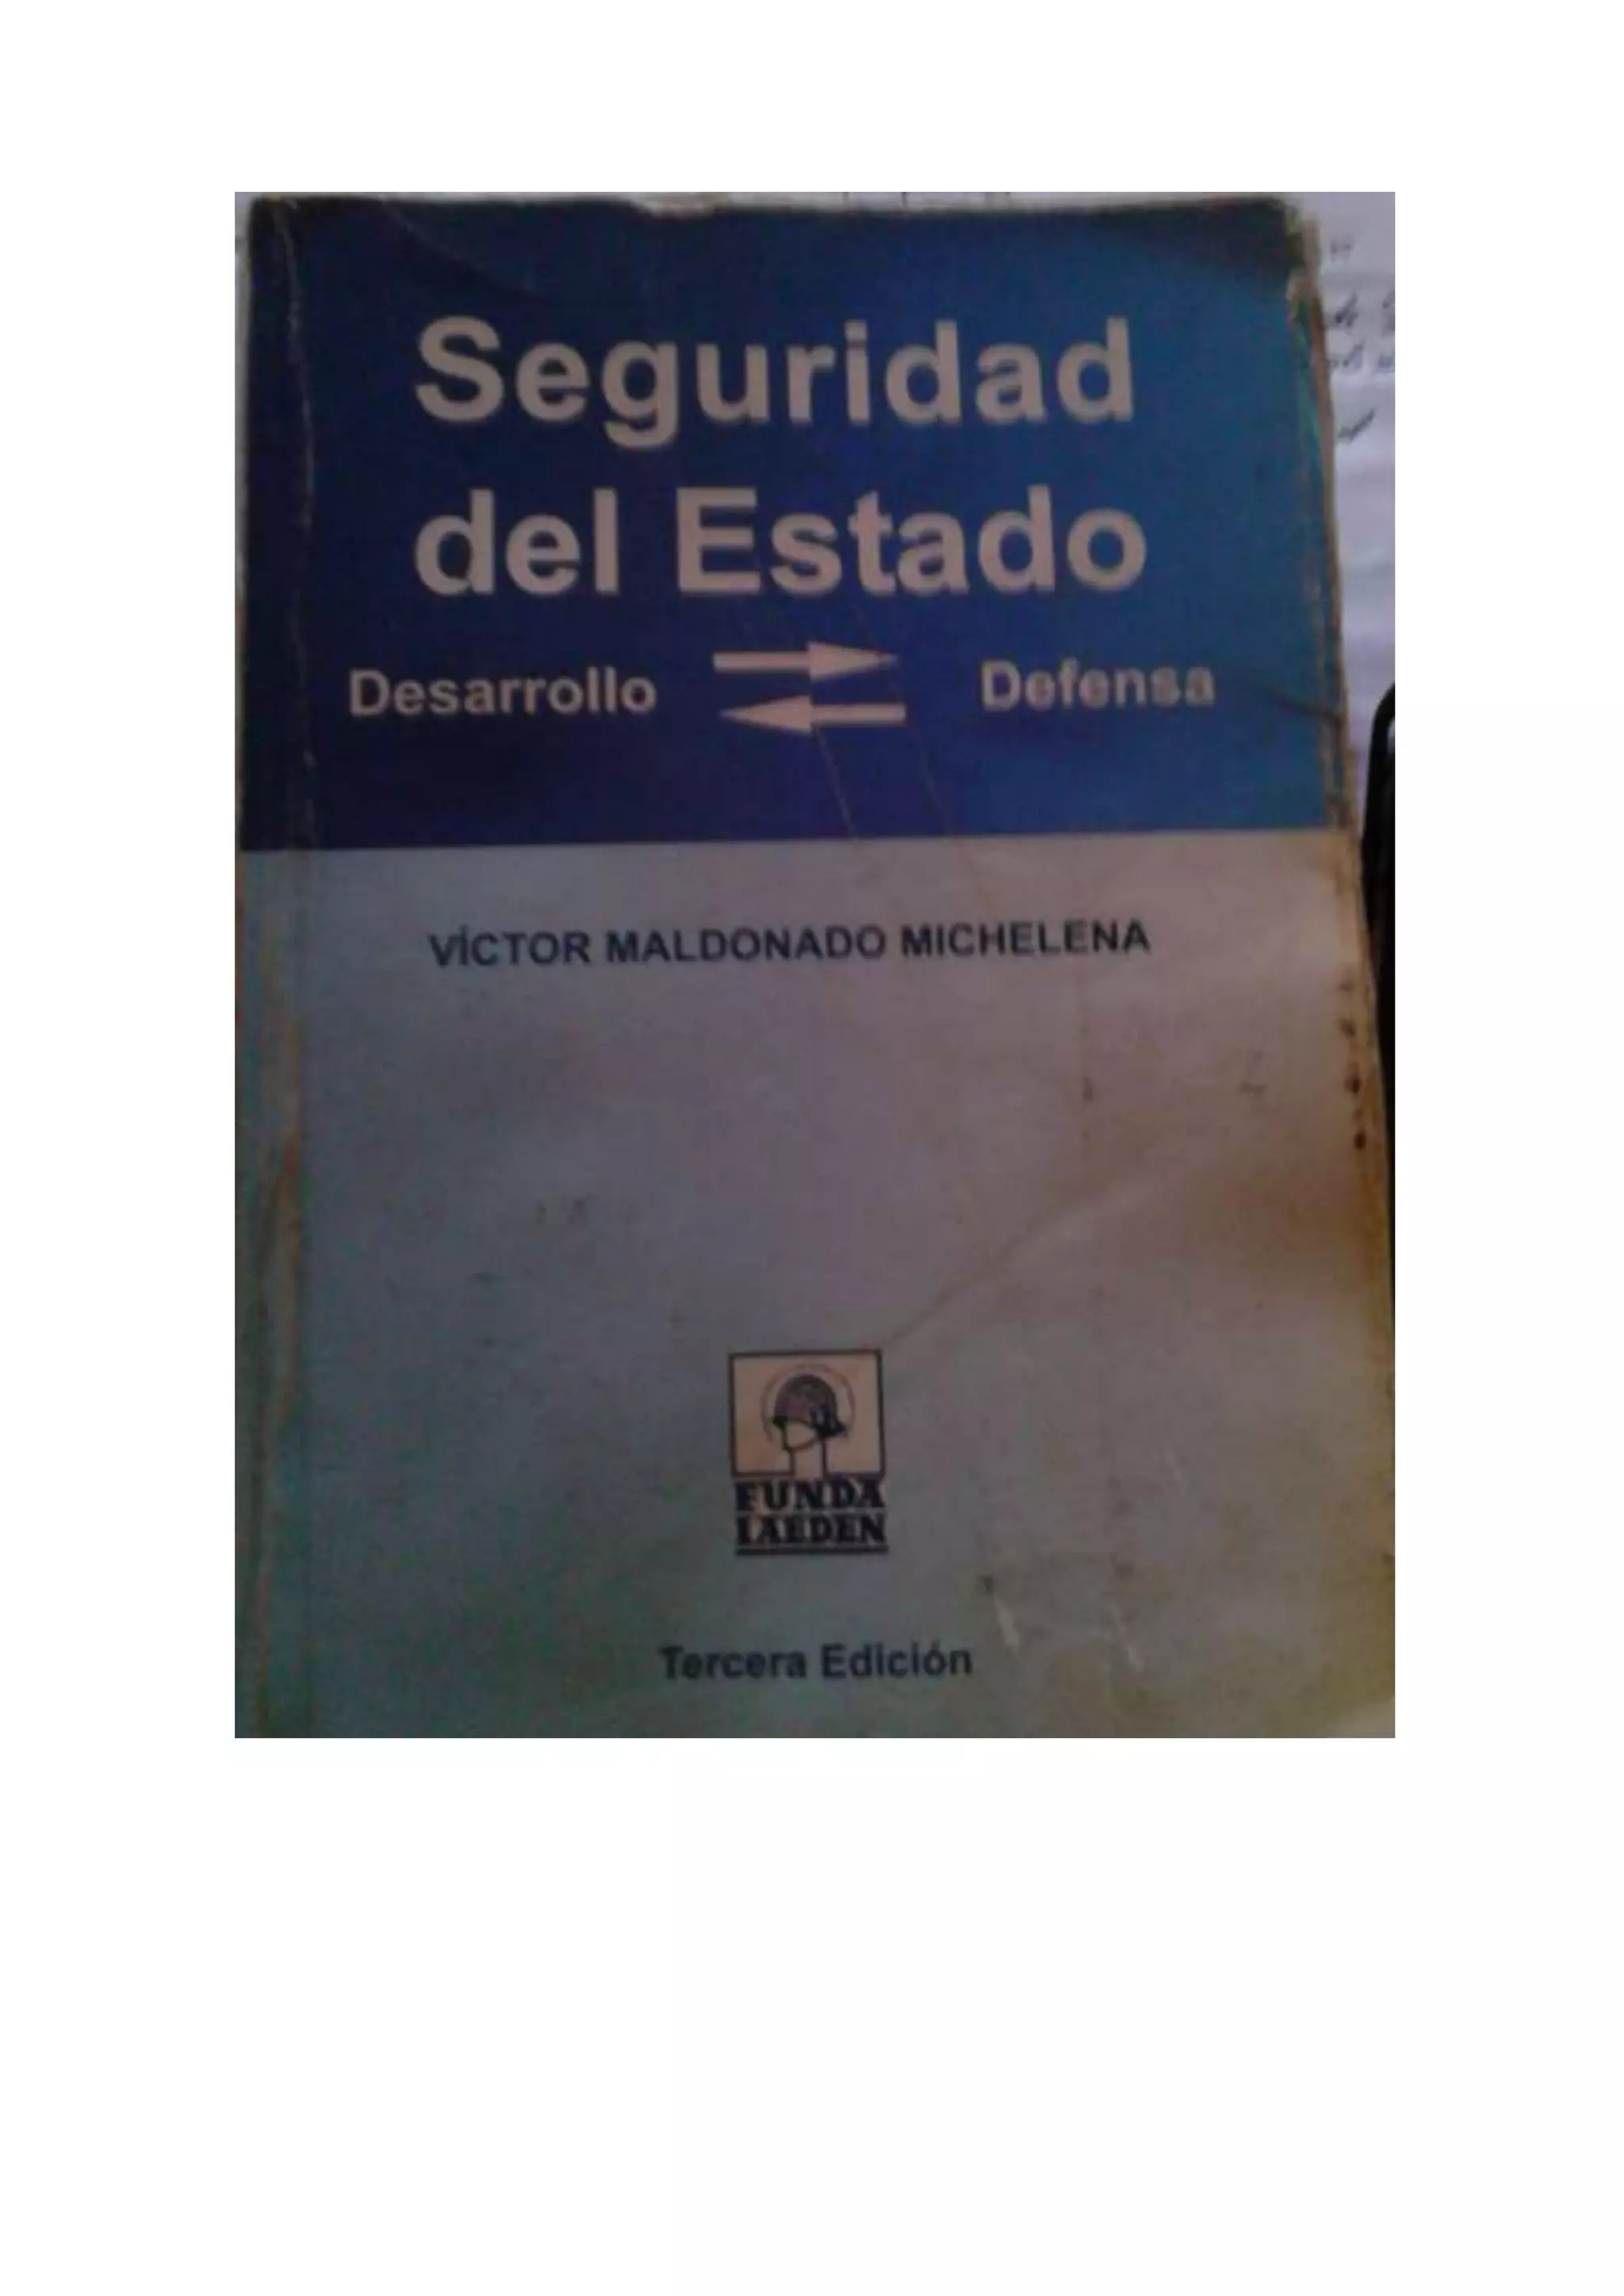 Seguridad
del Estado
Desarrollo Defensa
VÍCTOR MALDONADO MICHELENA
FUNDA
IAEDEN
Tercera Edición